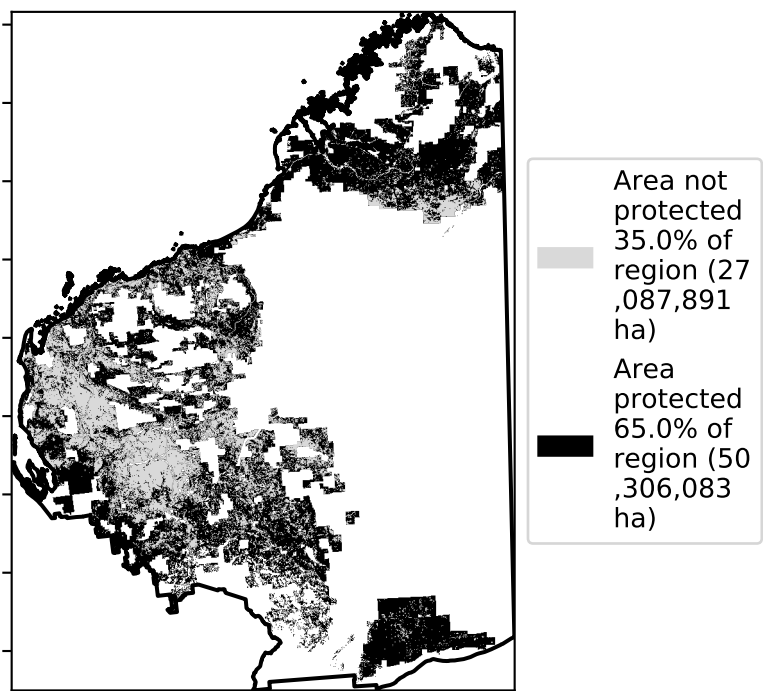 Area not
protected
35.0% of
region (27
,087,891
ha)
Area
protected
65.0% of
region (50
,306,083
ha)